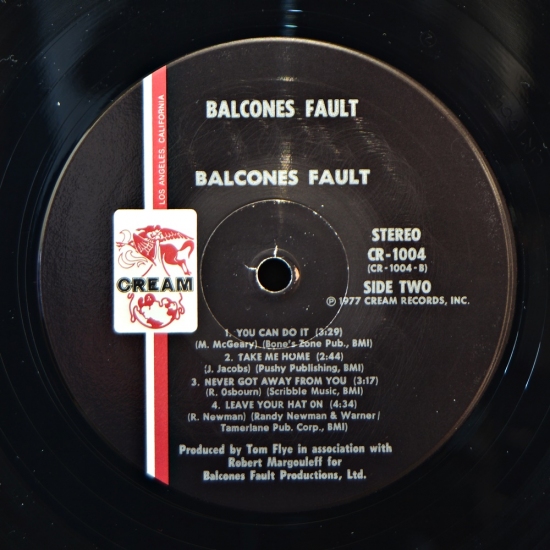 BALCONES FAULT
BALCONES FAULT
LOS ANGELES, CALIFORNIA
CREAM
STEREO
CR-1004
(CR-1004-B)
SIDE TWO
℗ 1977 CREAM RECORDS, INC.
1. YOU CAN DO IT (3:29)
(M. McGeary) (Bone's Zone Pub., BMI)
2. TAKE ME HOME (2:44)
(J. Jacobs) (Pushy Publishing, BMI)
3. NEVER GOT AWAY FROM YOU (3:17)
(R. Osbourn) (Scribble Music, BMI)
4. LEAVE YOUR HAT ON (4:34)
(R. Newman) (Randy Newman & Warner/
Tamerlane Pub. Corp., BMI)
Produced by Tom Flye in association with
Robert Margouleff for
Balcones Fault Productions, Ltd.